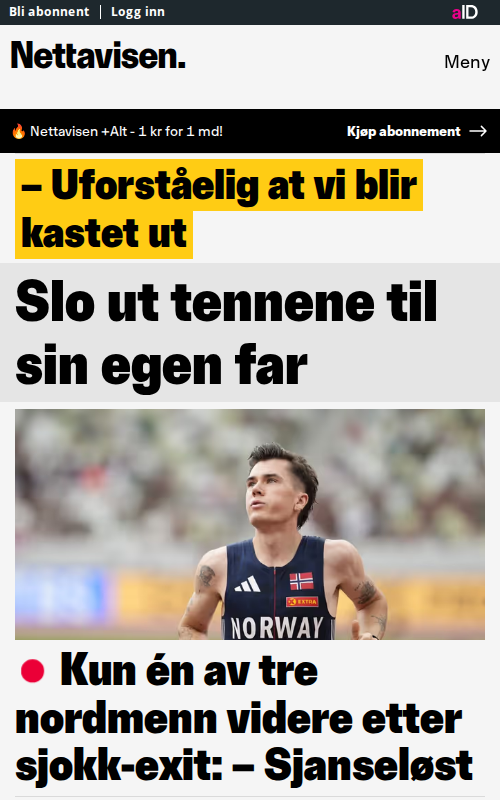 Bli abonnent | Logg inn
aID
Nettavisen.
Meny
🔥 Nettavisen +Alt - 1 kr for 1 md!
Kjøp abonnement →
– Uforståelig at vi blir
kastet ut
Slo ut tennene til
sin egen far
EXTRA
NORWAY
Kun én av tre
nordmenn videre etter
sjokk-exit: – Sjanseløst